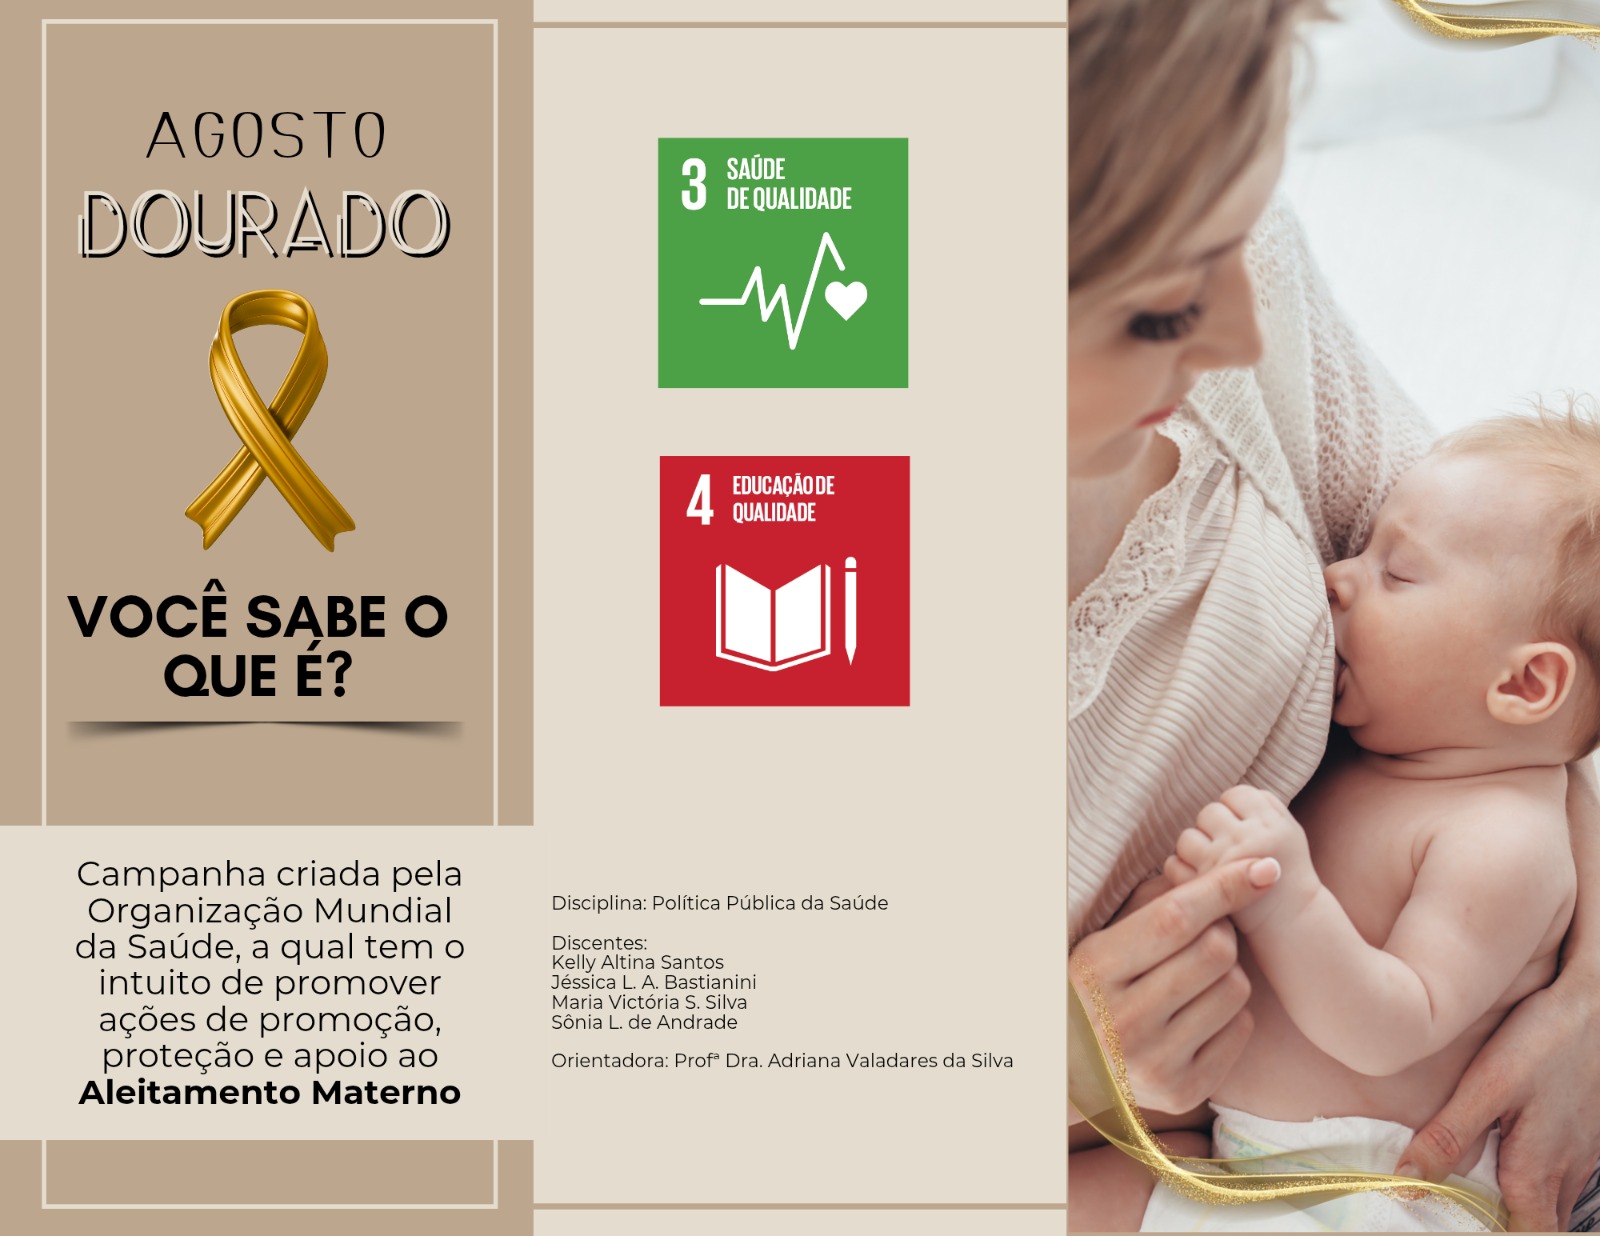 AGOSTO
DOURADO
VOCÊ SABE O
QUE É?
Campanha criada pela
Organização Mundial
da Saúde, a qual tem o
intuito de promover
ações de promoção,
proteção e apoio ao
Aleitamento Materno
3 SAÚDE
DE QUALIDADE
4 EDUCAÇÃO DE
QUALIDADE
Disciplina: Política Pública da Saúde
Discentes:
Kelly Altina Santos
Jéssica L. A. Bastianini
Maria Victória S. Silva
Sônia L. de Andrade
Orientadora: Profª Dra. Adriana Valadares da Silva